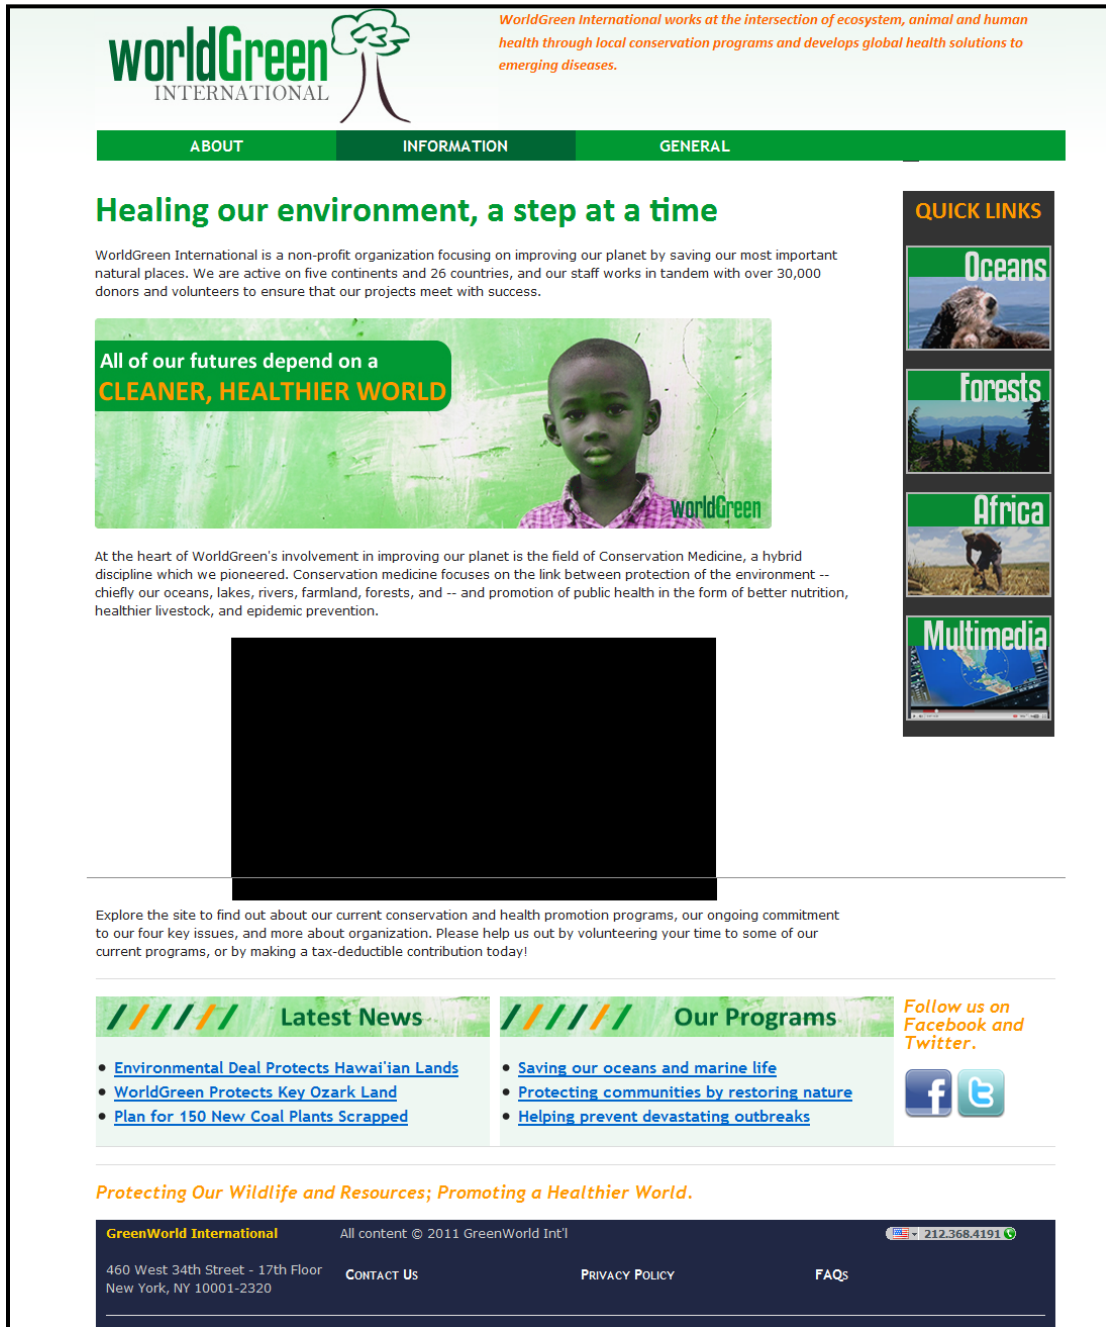 worldGreen
INTERNATIONAL
WorldGreen International works at the intersection of ecosystem, animal and human
health through local conservation programs and develops global health solutions to
emerging diseases.
ABOUT INFORMATION GENERAL
Healing our environment, a step at a time
WorldGreen International is a non-profit organization focusing on improving our planet by saving our most important
natural places. We are active on five continents and 26 countries, and our staff works in tandem with over 30,000
donors and volunteers to ensure that our projects meet with success.
All of our futures depend on a
CLEANER, HEALTHIER WORLD
worldGreen
At the heart of WorldGreen's involvement in improving our planet is the field of Conservation Medicine, a hybrid
discipline which we pioneered. Conservation medicine focuses on the link between protection of the environment --
chiefly our oceans, lakes, rivers, farmland, forests, and -- and promotion of public health in the form of better nutrition,
healthier livestock, and epidemic prevention.
QUICK LINKS
Oceans
Forests
Africa
Multimedia
Explore the site to find out about our current conservation and health promotion programs, our ongoing commitment
to our four key issues, and more about organization. Please help us out by volunteering your time to some of our
current programs, or by making a tax-deductible contribution today!
Latest News
• Environmental Deal Protects Hawai'ian Lands
• WorldGreen Protects Key Ozark Land
• Plan for 150 New Coal Plants Scrapped
Our Programs
• Saving our oceans and marine life
• Protecting communities by restoring nature
• Helping prevent devastating outbreaks
Follow us on
Facebook and
Twitter.
Protecting Our Wildlife and Resources; Promoting a Healthier World.
GreenWorld International All content © 2011 GreenWorld Int'l 212.368.4191
460 West 34th Street - 17th Floor
New York, NY 10001-2320
Contact Us Privacy Policy FAQs